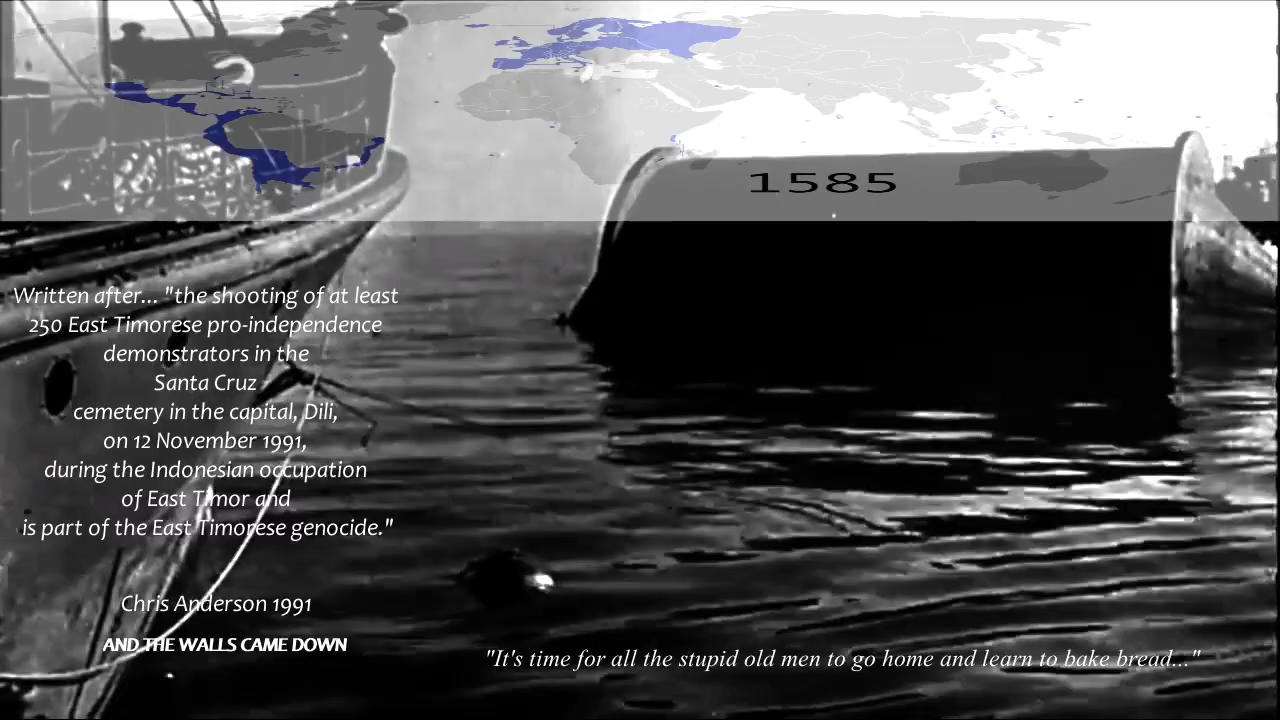 1585
Written after... "the shooting of at least
250 East Timorese pro-independence
demonstrators in the
Santa Cruz
cemetery in the capital, Dili,
on 12 November 1991,
during the Indonesian occupation
of East Timor and
is part of the East Timorese genocide."
Chris Anderson 1991
AND THE WALLS CAME DOWN
"It's time for all the stupid old men to go home and learn to bake bread..."